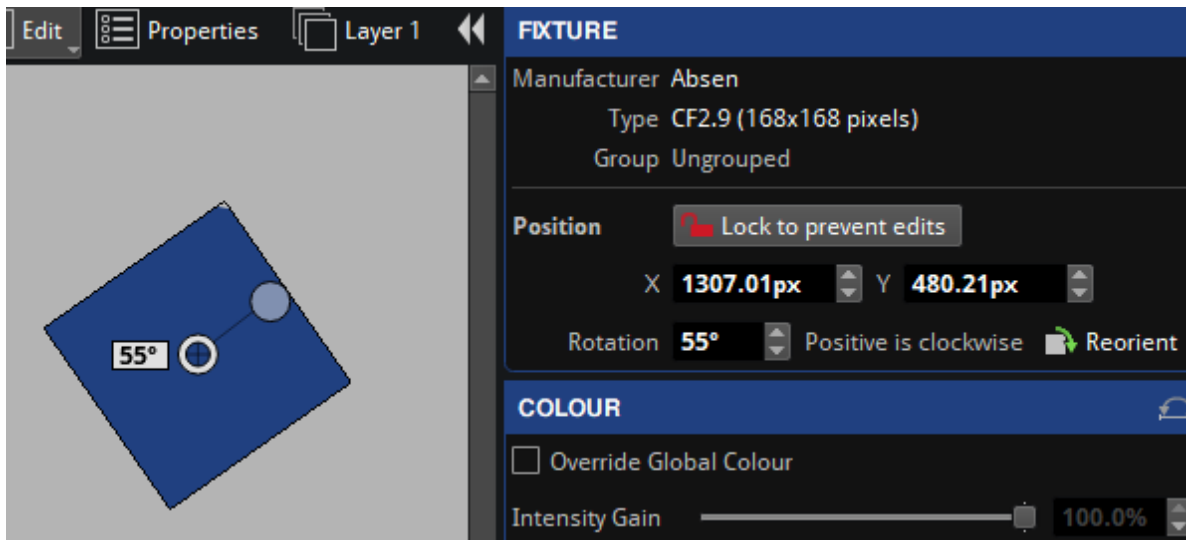 Edit Properties Layer 1
55°
FIXTURE
Manufacturer Absen
Type CF2.9 (168x168 pixels)
Group Ungrouped
Position Lock to prevent edits
X 1307.01px Y 480.21px
Rotation 55° Positive is clockwise Reorient
COLOUR
Override Global Colour
Intensity Gain 100.0%